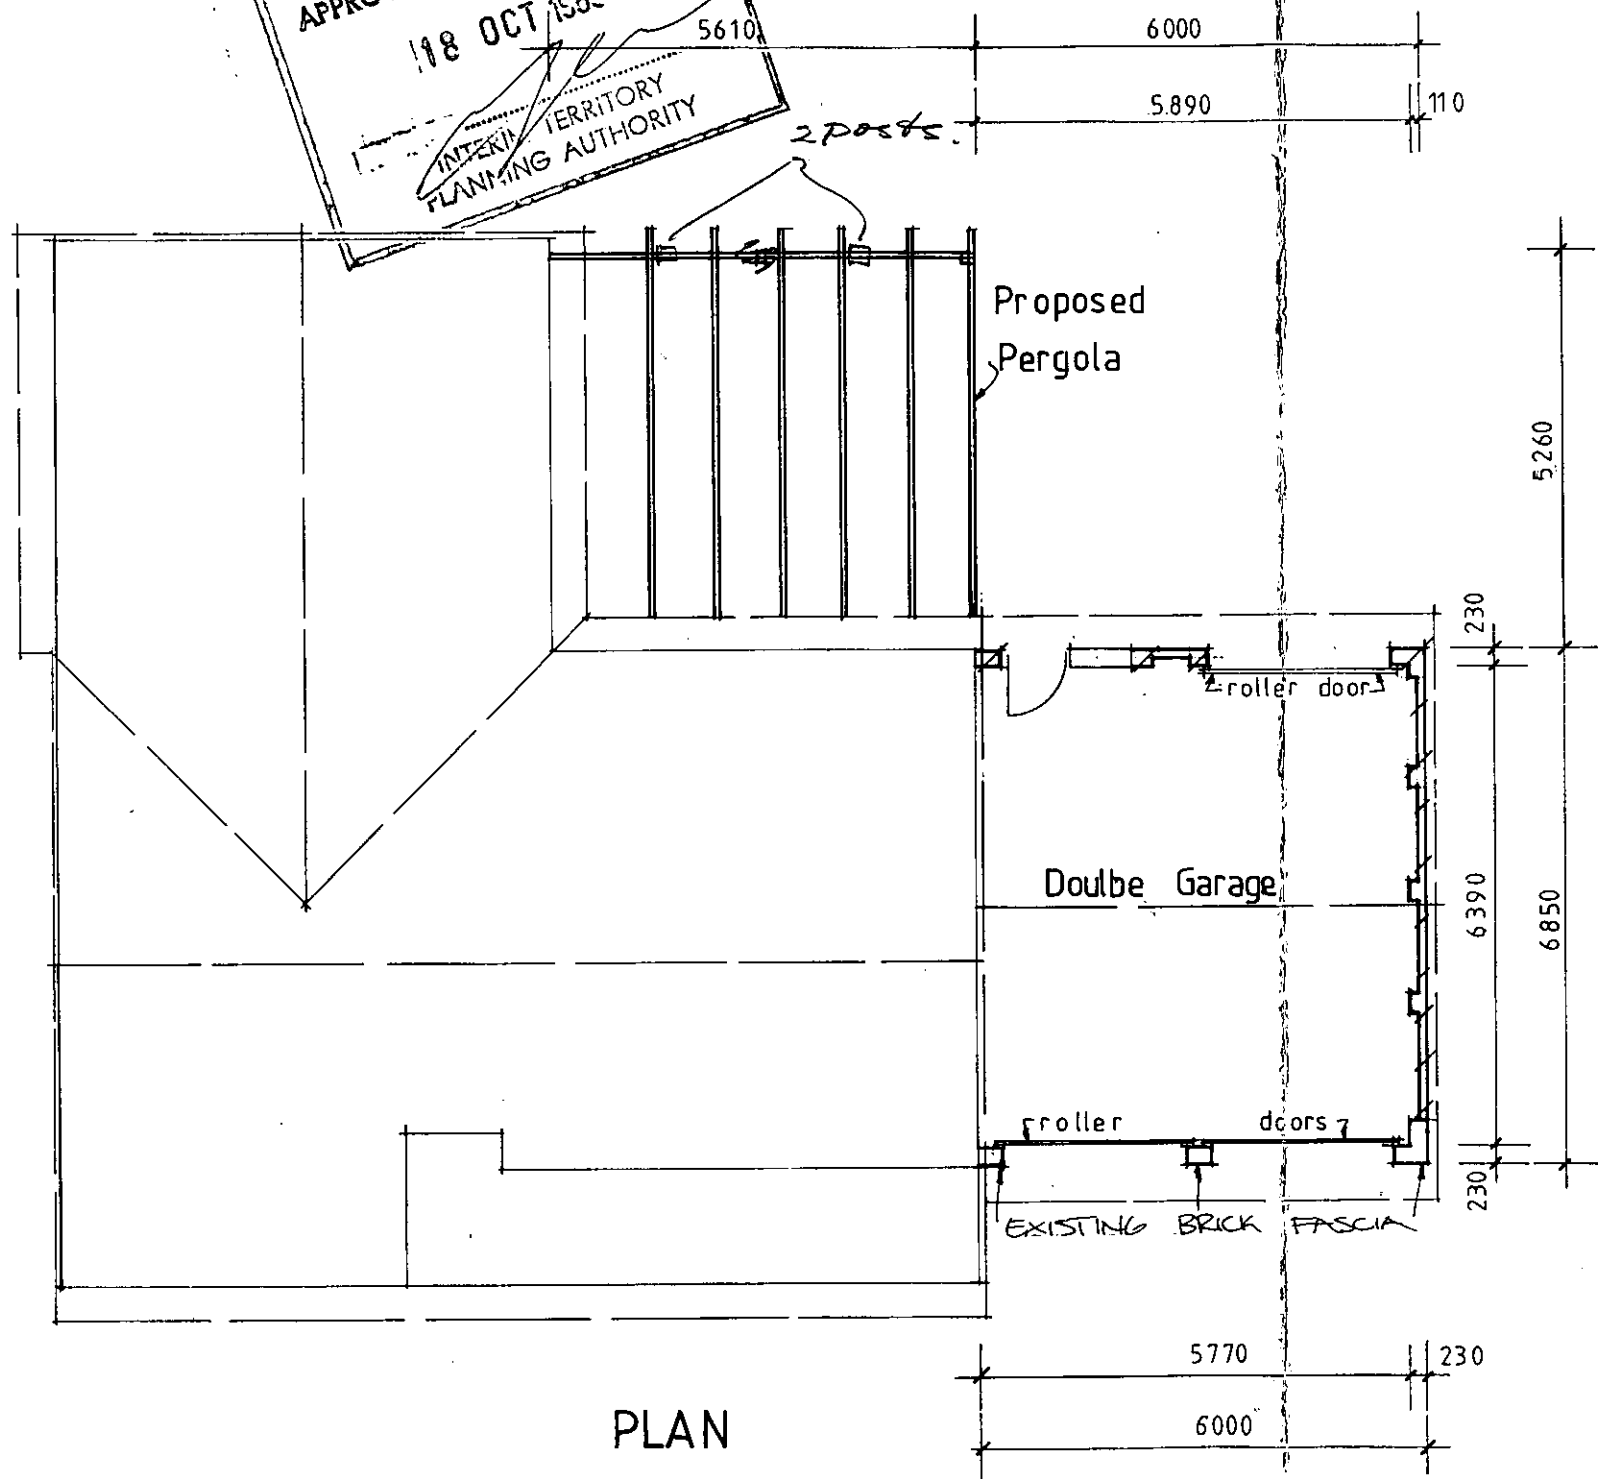 18 OCT
INTERIM TERRITORY
PLANNING AUTHORITY
5610
6000
5.890
110
2 posts.
Proposed
Pergola
5260
230
roller door
Doulbe Garage
6390
6850
roller doors
230
EXISTING BRICK FASCIA
5770
230
6000
PLAN